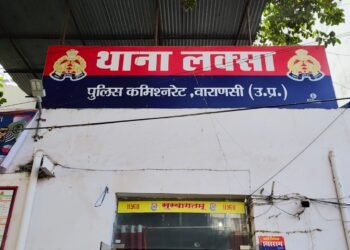 थाना लक्सा
पुलिस कमिश्नरेट, वाराणसी (उ.प्र.)
सुस्वागतम्